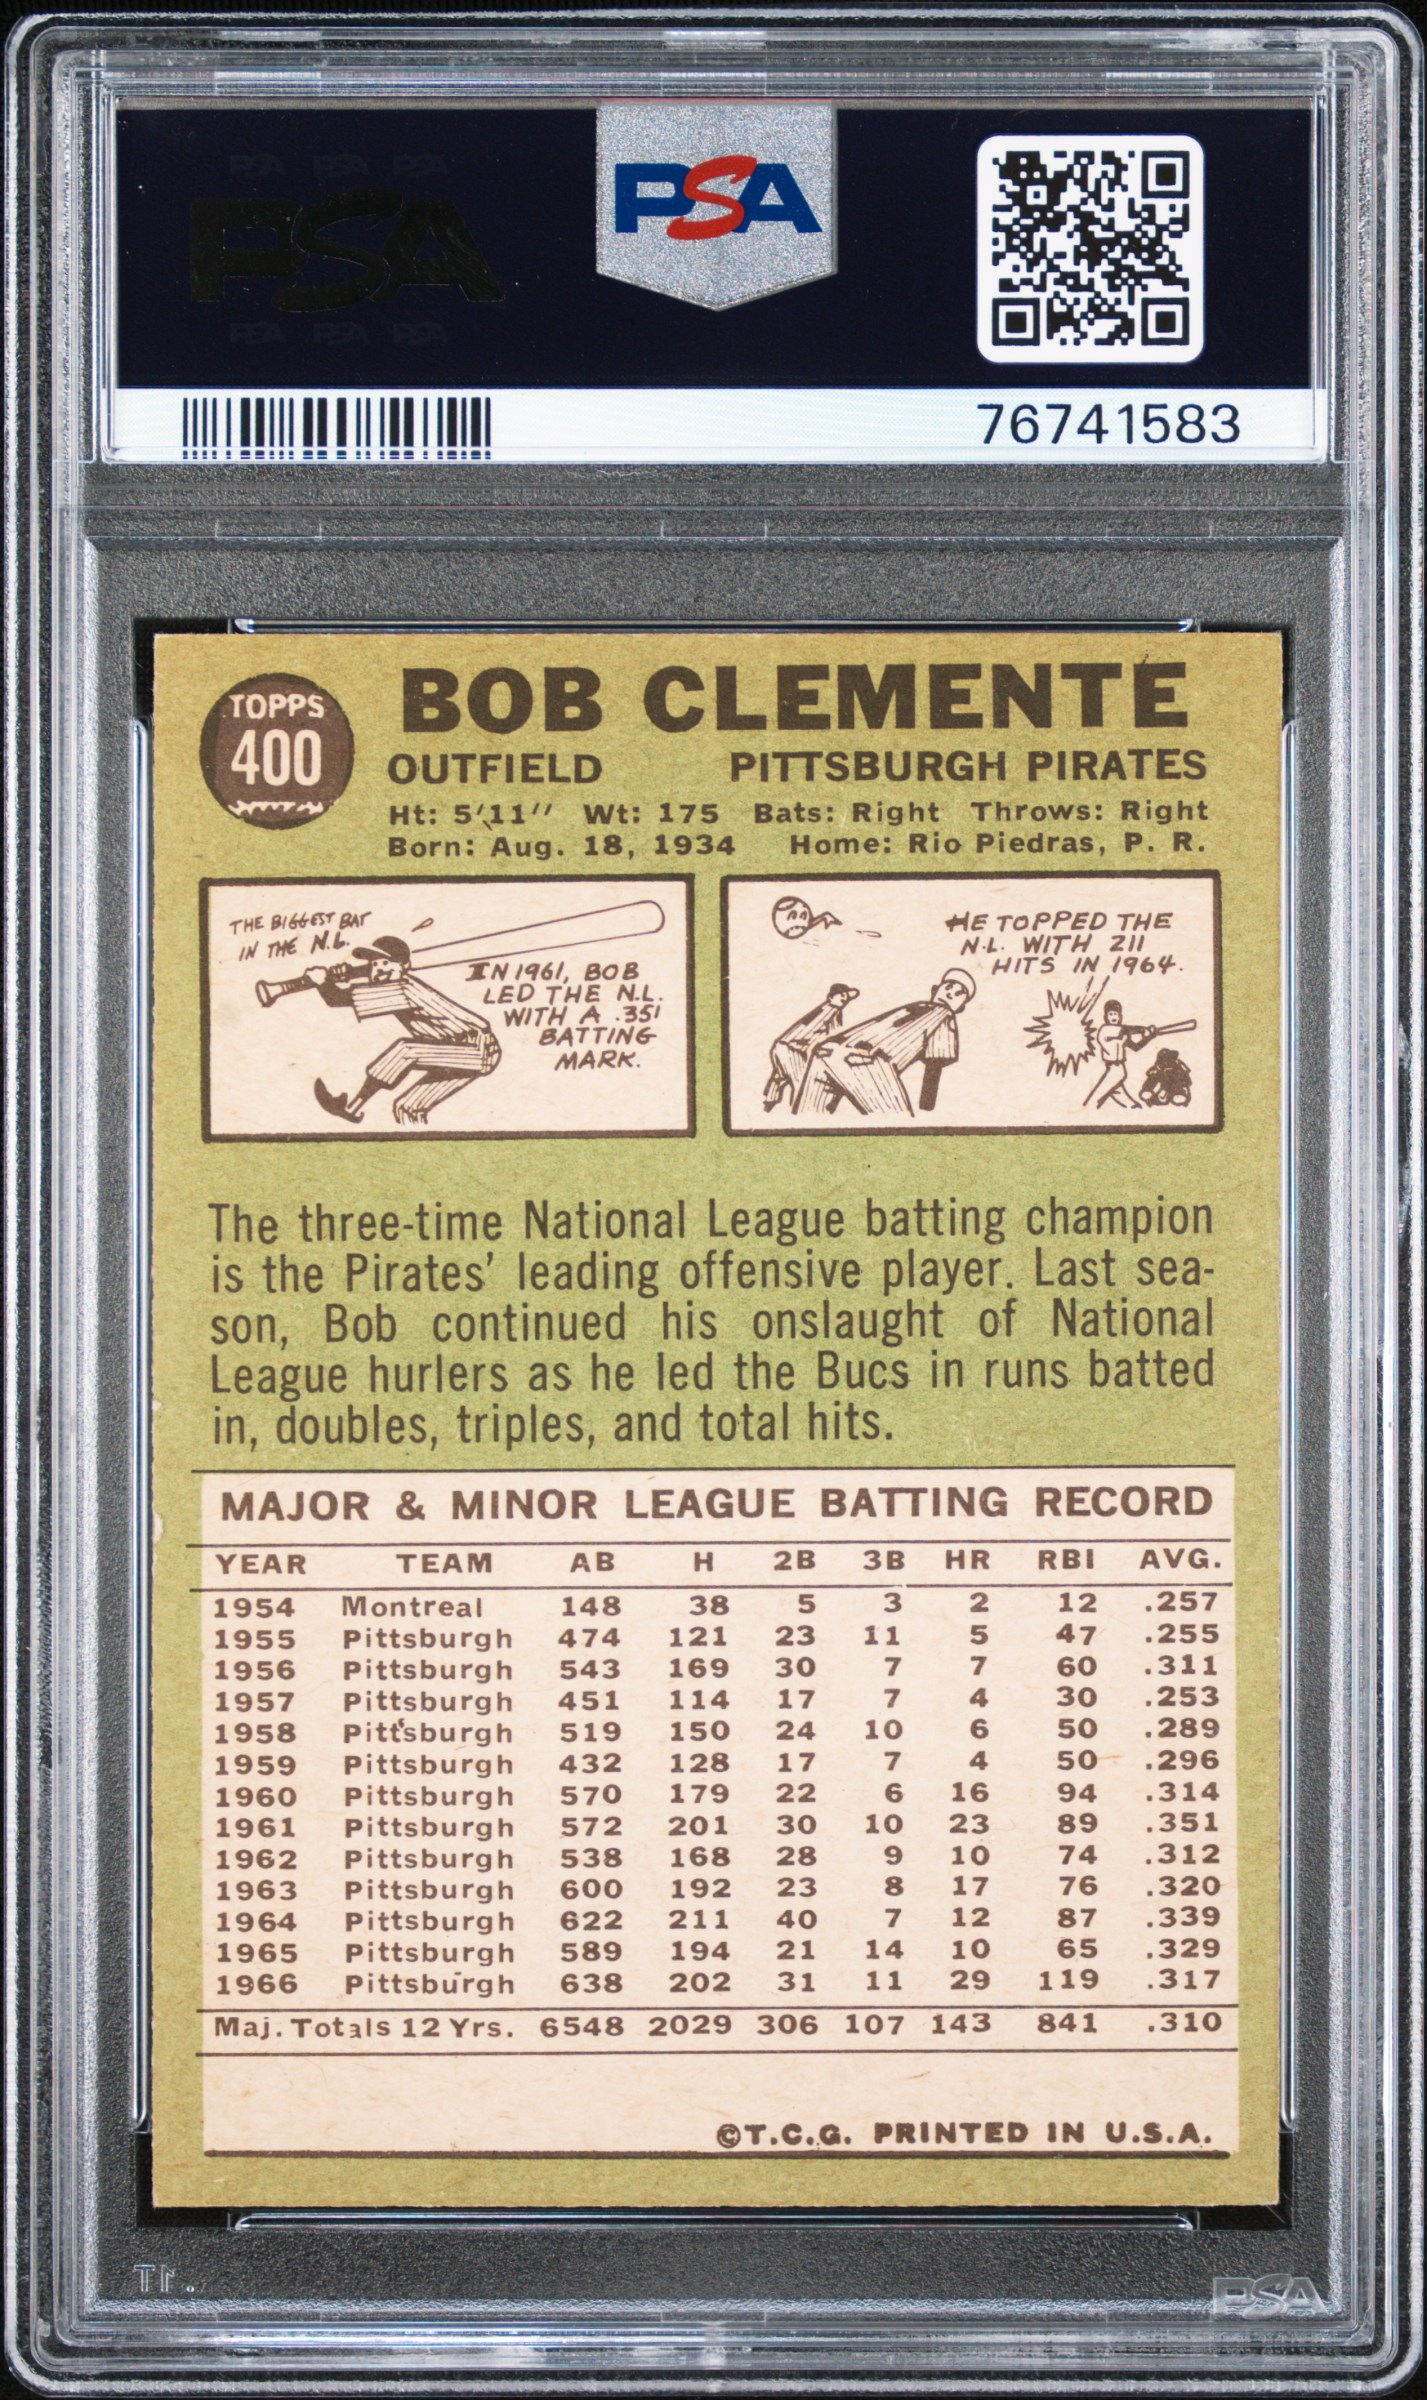 PSA PSA PSA
PSA
PSA PSA PSA
PSA
76741583
TOPPS
400
BOB CLEMENTE
OUTFIELD PITTSBURGH PIRATES
Ht: 5'11'' Wt: 175 Bats: Right Throws: Right
Born: Aug. 18, 1934 Home: Rio Piedras, P. R.
THE BIGGEST BAT
IN THE N.L.
IN 1961, BOB
LED THE N.L.
WITH A .351
BATTING
MARK.
HE TOPPED THE
N.L. WITH 211
HITS IN 1964.
The three-time National League batting champion
is the Pirates' leading offensive player. Last sea-
son, Bob continued his onslaught of National
League hurlers as he led the Bucs in runs batted
in, doubles, triples, and total hits.
MAJOR & MINOR LEAGUE BATTING RECORD
YEAR TEAM AB H 2B 3B HR RBI AVG.
1954 Montreal 148 38 5 3 2 12 .257
1955 Pittsburgh 474 121 23 11 5 47 .255
1956 Pittsburgh 543 169 30 7 7 60 .311
1957 Pittsburgh 451 114 17 7 4 30 .253
1958 Pittsburgh 519 150 24 10 6 50 .289
1959 Pittsburgh 432 128 17 7 4 50 .296
1960 Pittsburgh 570 179 22 6 16 94 .314
1961 Pittsburgh 572 201 30 10 23 89 .351
1962 Pittsburgh 538 168 28 9 10 74 .312
1963 Pittsburgh 600 192 23 8 17 76 .320
1964 Pittsburgh 622 211 40 7 12 87 .339
1965 Pittsburgh 589 194 21 14 10 65 .329
1966 Pittsburgh 638 202 31 11 29 119 .317
Maj. Totals 12 Yrs. 6548 2029 306 107 143 841 .310
©T.C.G. PRINTED IN U.S.A.
PSA